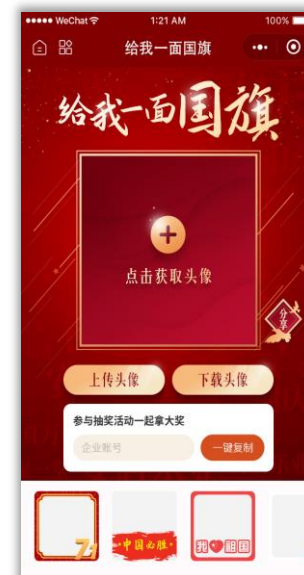 WeChat
1:21 AM
100%
给我一面国旗
给我一面国旗
点击获取头像
分享
上传头像
下载头像
参与抽奖活动一起拿大奖
企业账号
一键复制
71
中国必胜
我祖国